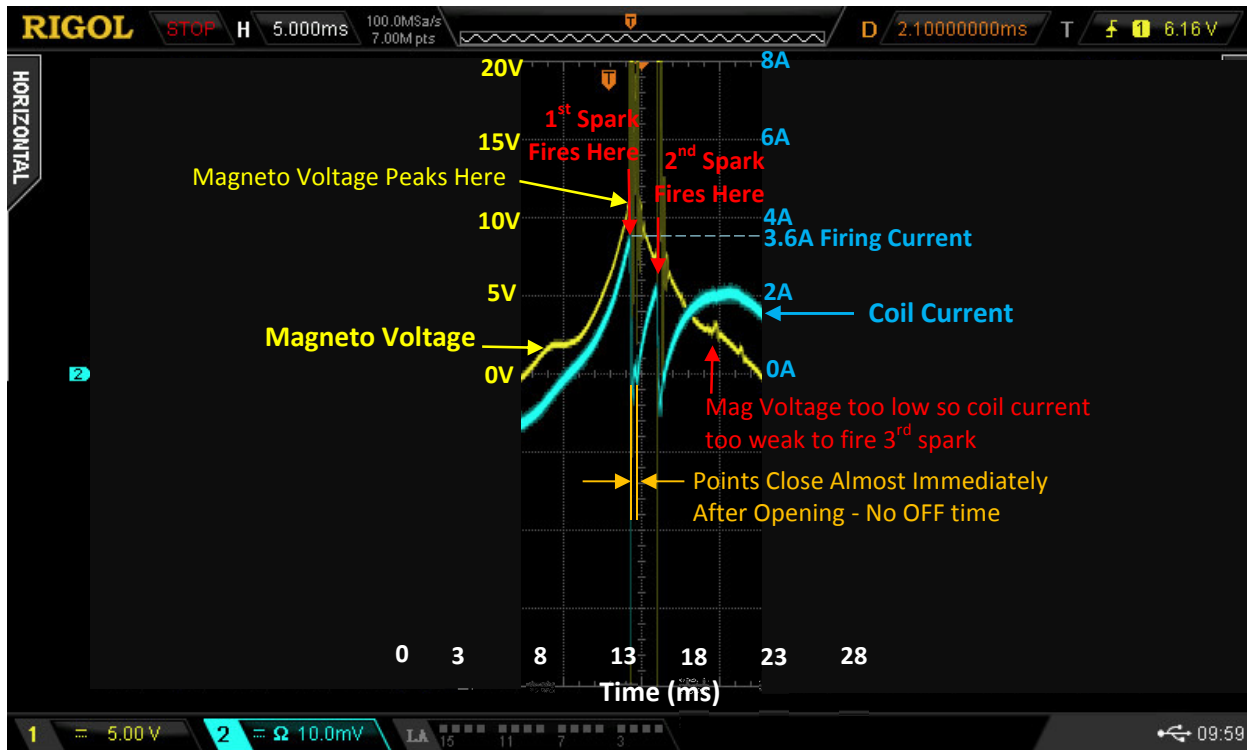 RIGOL STOP H 5.000ms 100.0MSa/s 7.00M pts T D 2.10000000ms T 1 6.16 V
HORIZONTAL
T
20V 8A
1st Spark
Fires Here
15V 6A
2nd Spark
Fires Here
Magneto Voltage Peaks Here
10V 4A
3.6A Firing Current
5V 2A
Coil Current
Magneto Voltage
2
0V 0A
Mag Voltage too low so coil current
too weak to fire 3rd spark
Points Close Almost Immediately
After Opening - No OFF time
0 3 8 13 18 23 28
Time (ms)
1 = 5.00 V 2 = Ω 10.0mV LA 15 11 7 3 09:59